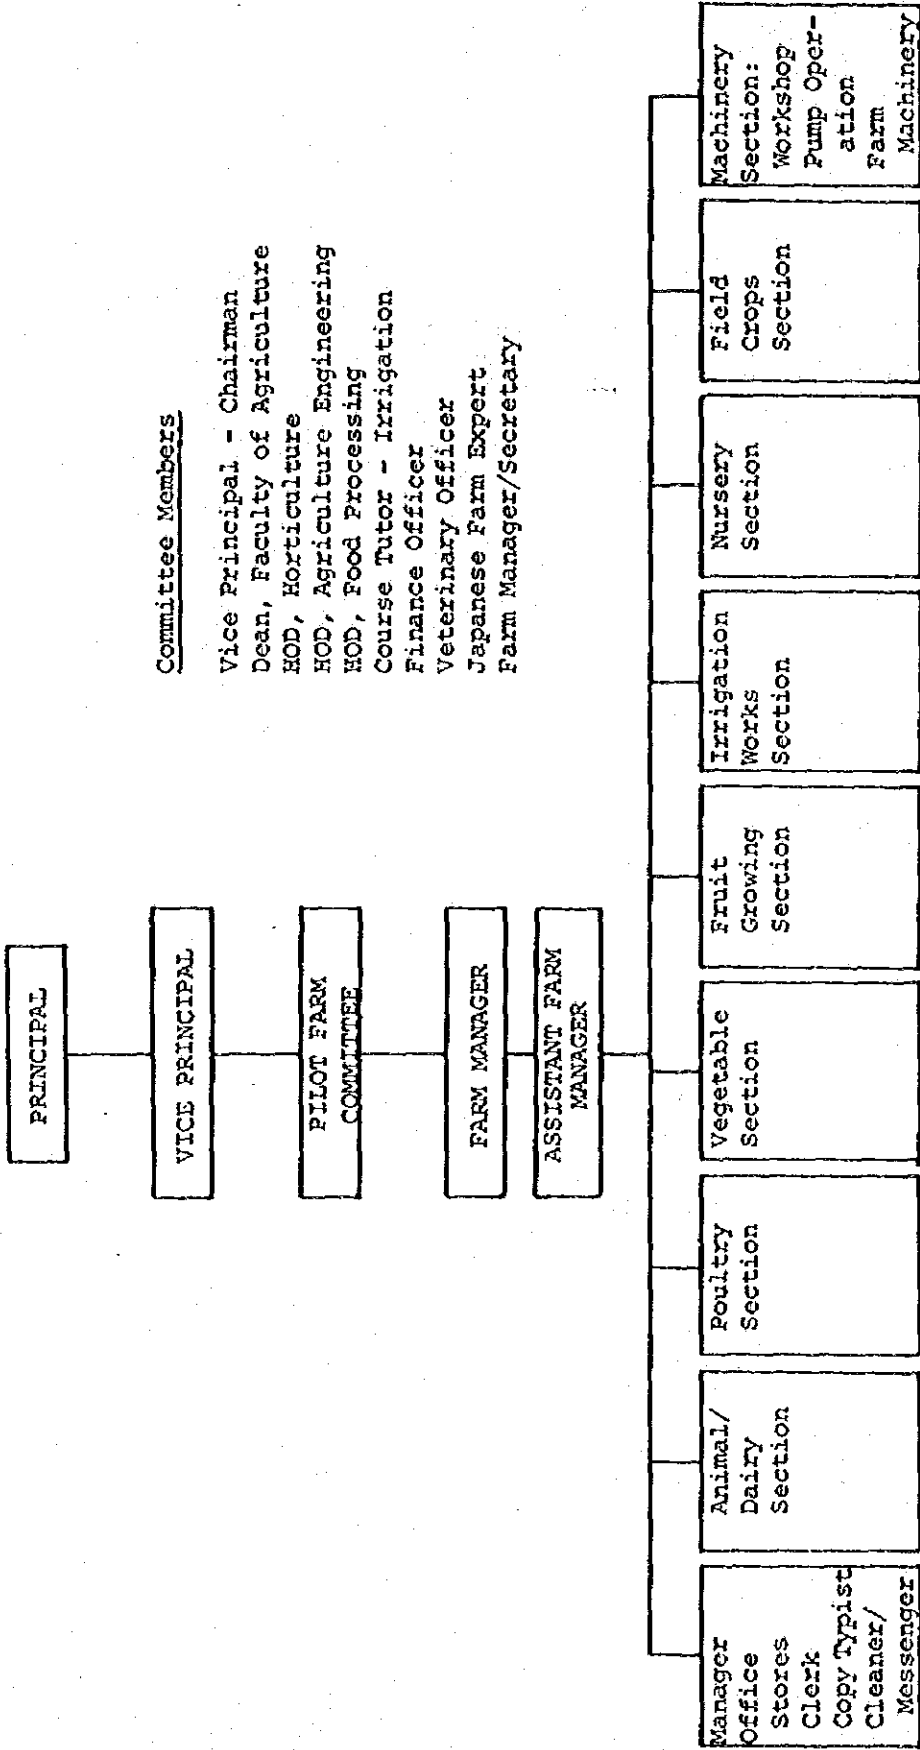 PRINCIPAL
VICE PRINCIPAL
PILOT FARM
COMMITTEE
FARM MANAGER
ASSISTANT FARM
MANAGER
Committee Members
Vice Principal - Chairman
Dean, Faculty of Agriculture
HOD, Horticulture
HOD, Agriculture Engineering
HOD, Food Processing
Course Tutor - Irrigation
Finance Officer
Veterinary Officer
Japanese Farm Expert
Farm Manager/Secretary
Manager
Office
Stores
Clerk
Copy Typist
Cleaner/
Messenger
Animal/
Dairy
Section
Poultry
Section
Vegetable
Section
Fruit
Growing
Section
Irrigation
Works
Section
Nursery
Section
Field
Crops
Section
Machinery
Section:
Workshop
Pump Oper-
ation
Farm
Machinery